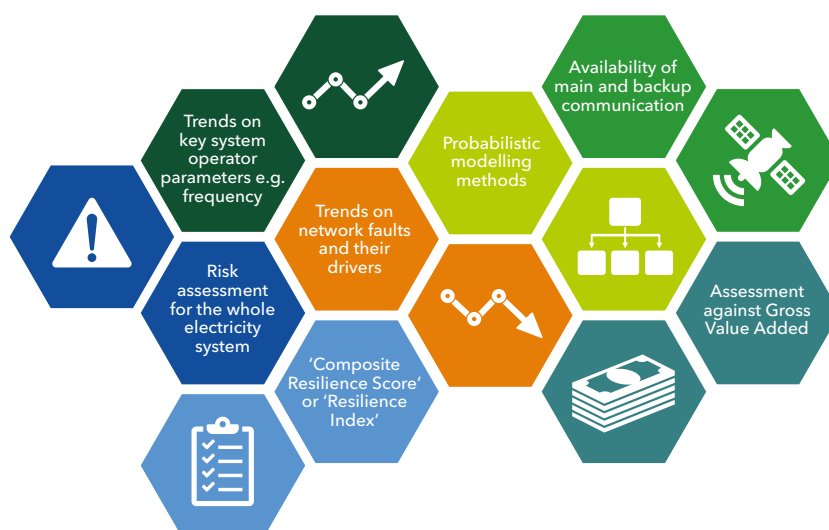 Availability of
main and backup
communication
Trends on
key system
operator
parameters e.g.
frequency
Probabilistic
modelling
methods
Trends on
network faults
and their
drivers
Risk
assessment
for the whole
electricity
system
Assessment
against Gross
Value Added
‘Composite
Resilience Score’
or ‘Resilience
Index’